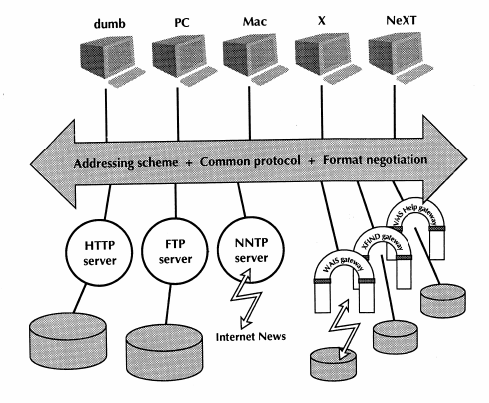 dumb
PC
Mac
X
NeXT
Addressing scheme + Common protocol + Format negotiation
HTTP
server
FTP
server
NNTP
server
Internet News
WAIS gateway
XFIND gateway
VMS Help gateway